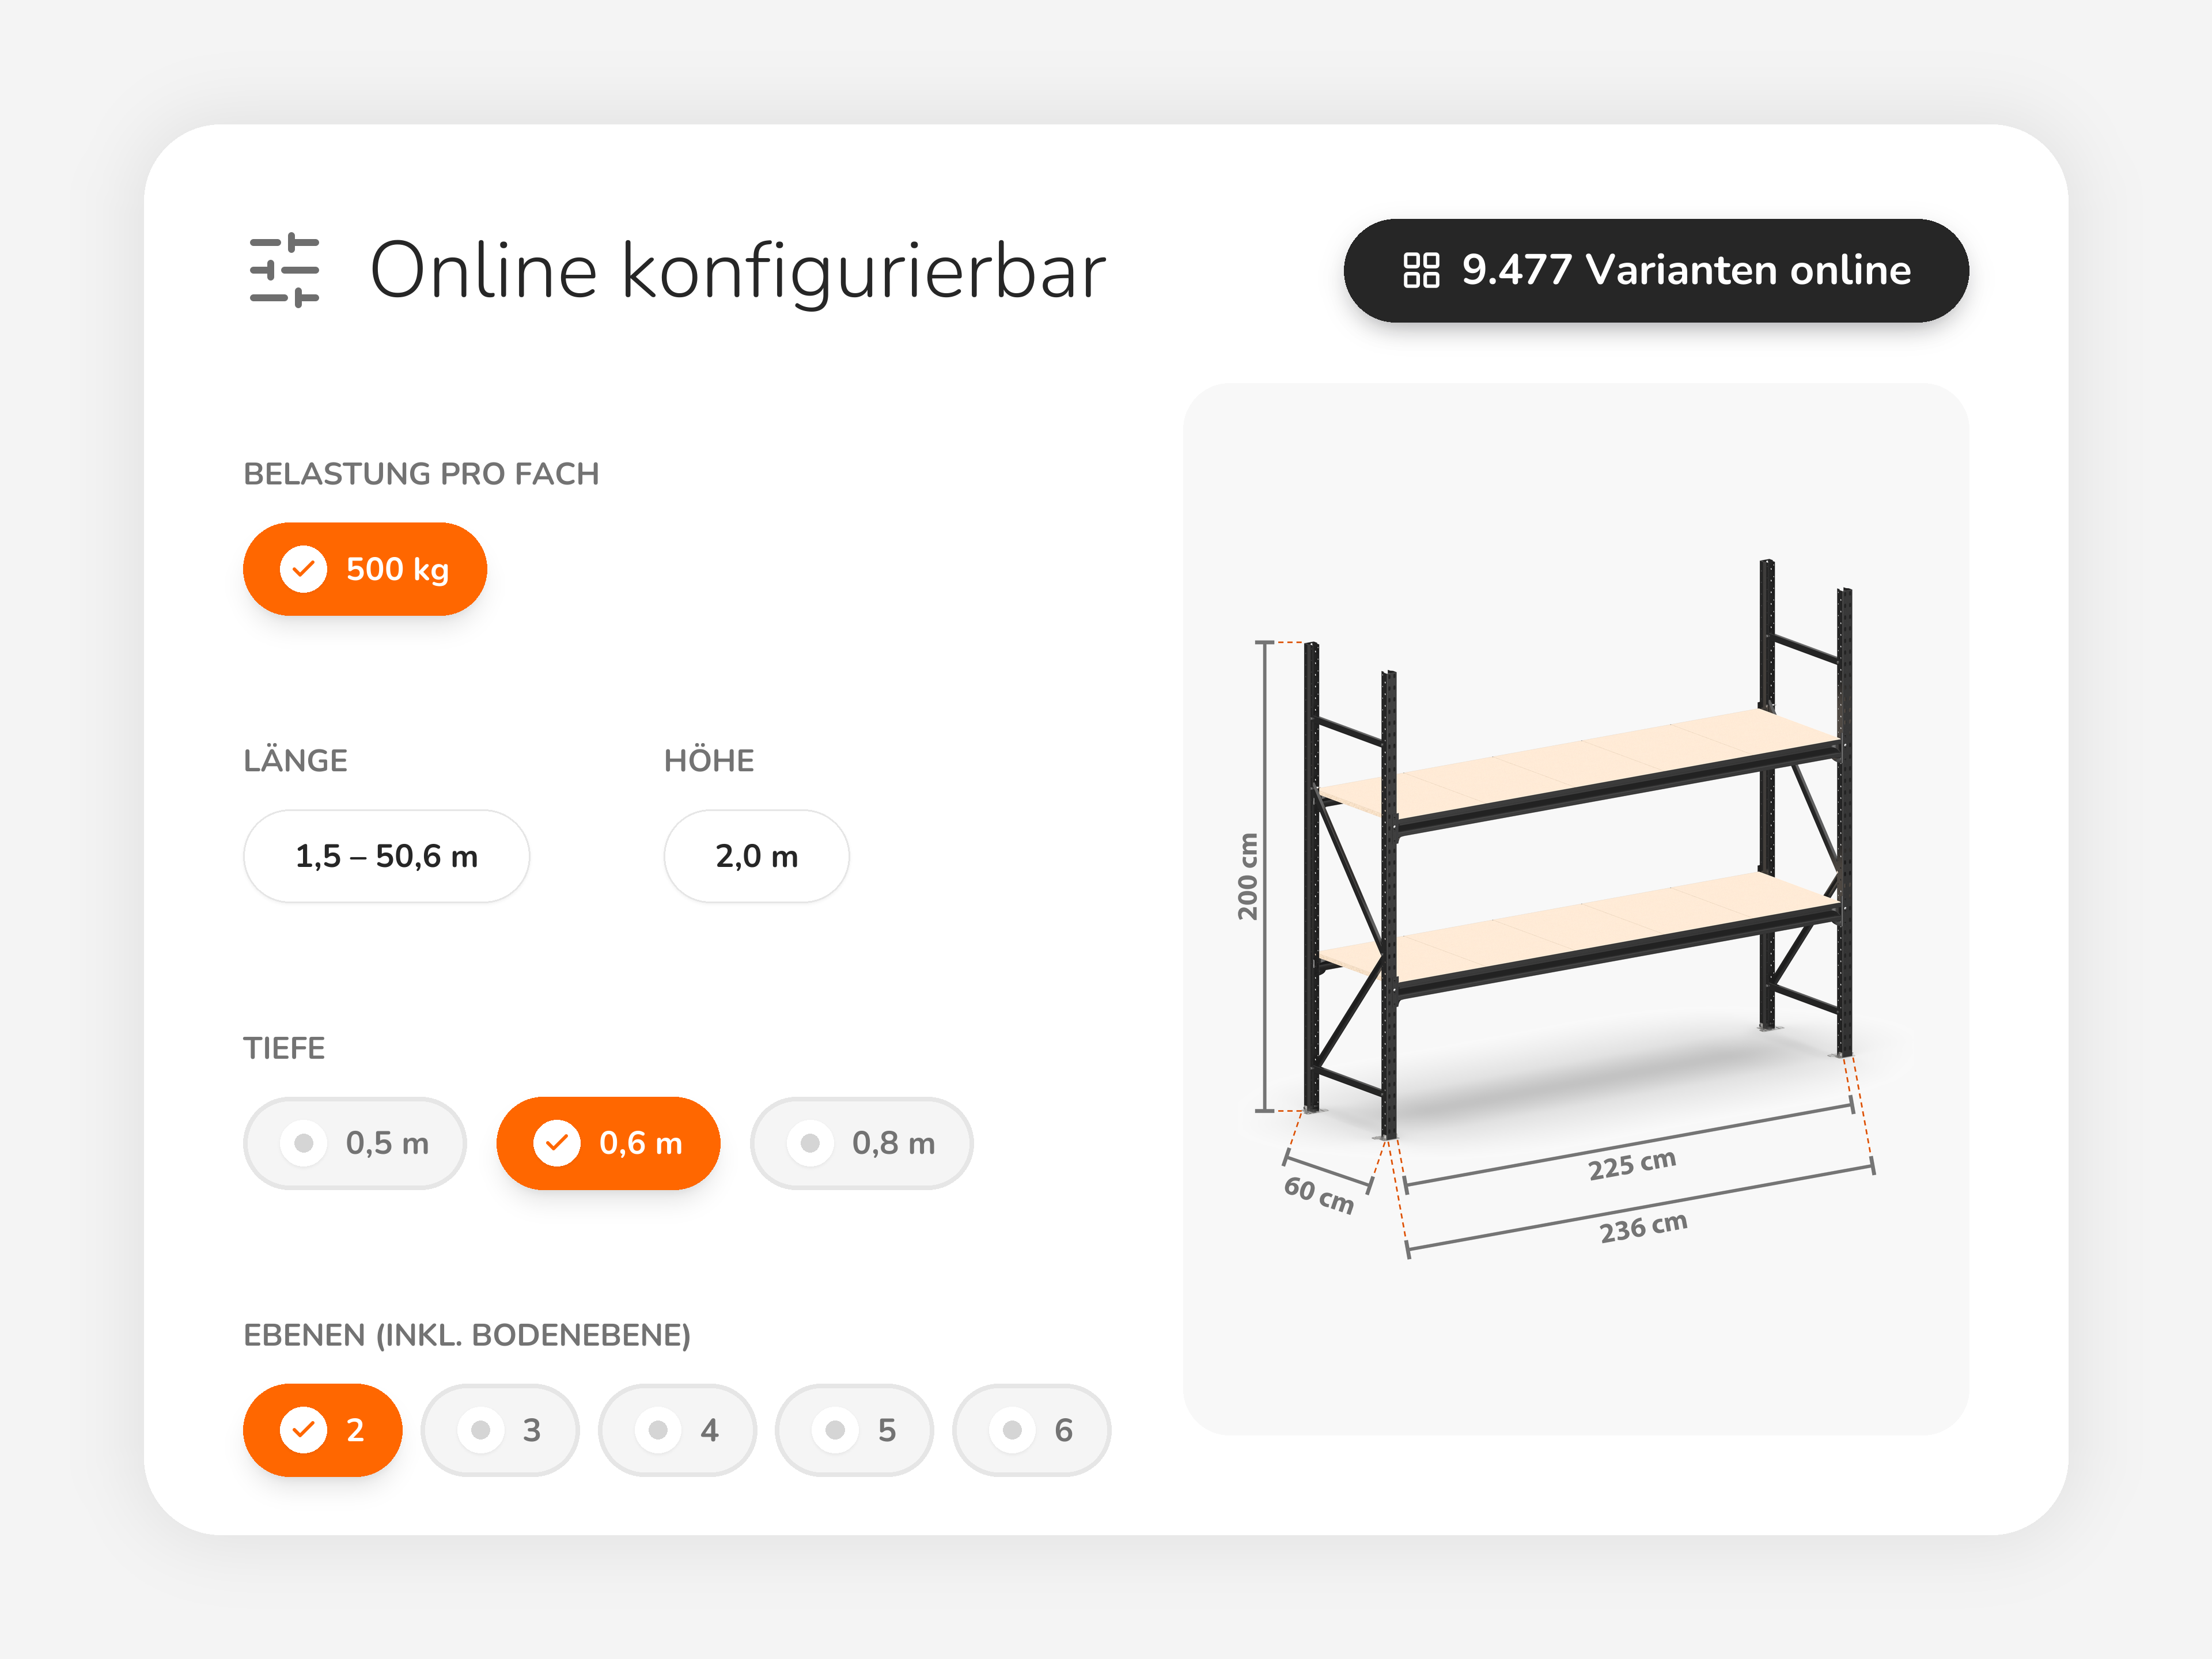 Online konfigurierbar
9.477 Varianten online
BELASTUNG PRO FACH
500 kg
LÄNGE
HÖHE
1,5 – 50,6 m
2,0 m
TIEFE
0,5 m
0,6 m
0,8 m
EBENEN (INKL. BODENEBENE)
2
3
4
5
6
200 cm
60 cm
225 cm
236 cm